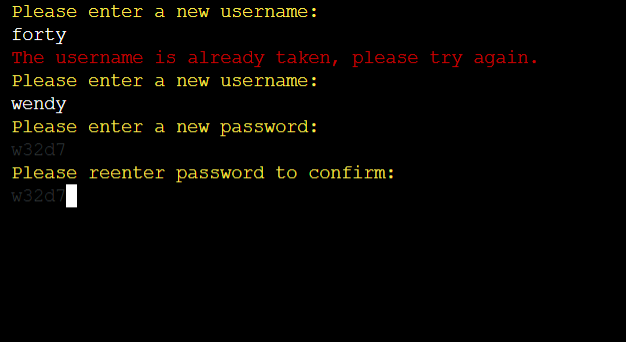 Please enter a new username:
forty
The username is already taken, please try again.
Please enter a new username:
wendy
Please enter a new password:
w32d7
Please reenter password to confirm:
w32d7